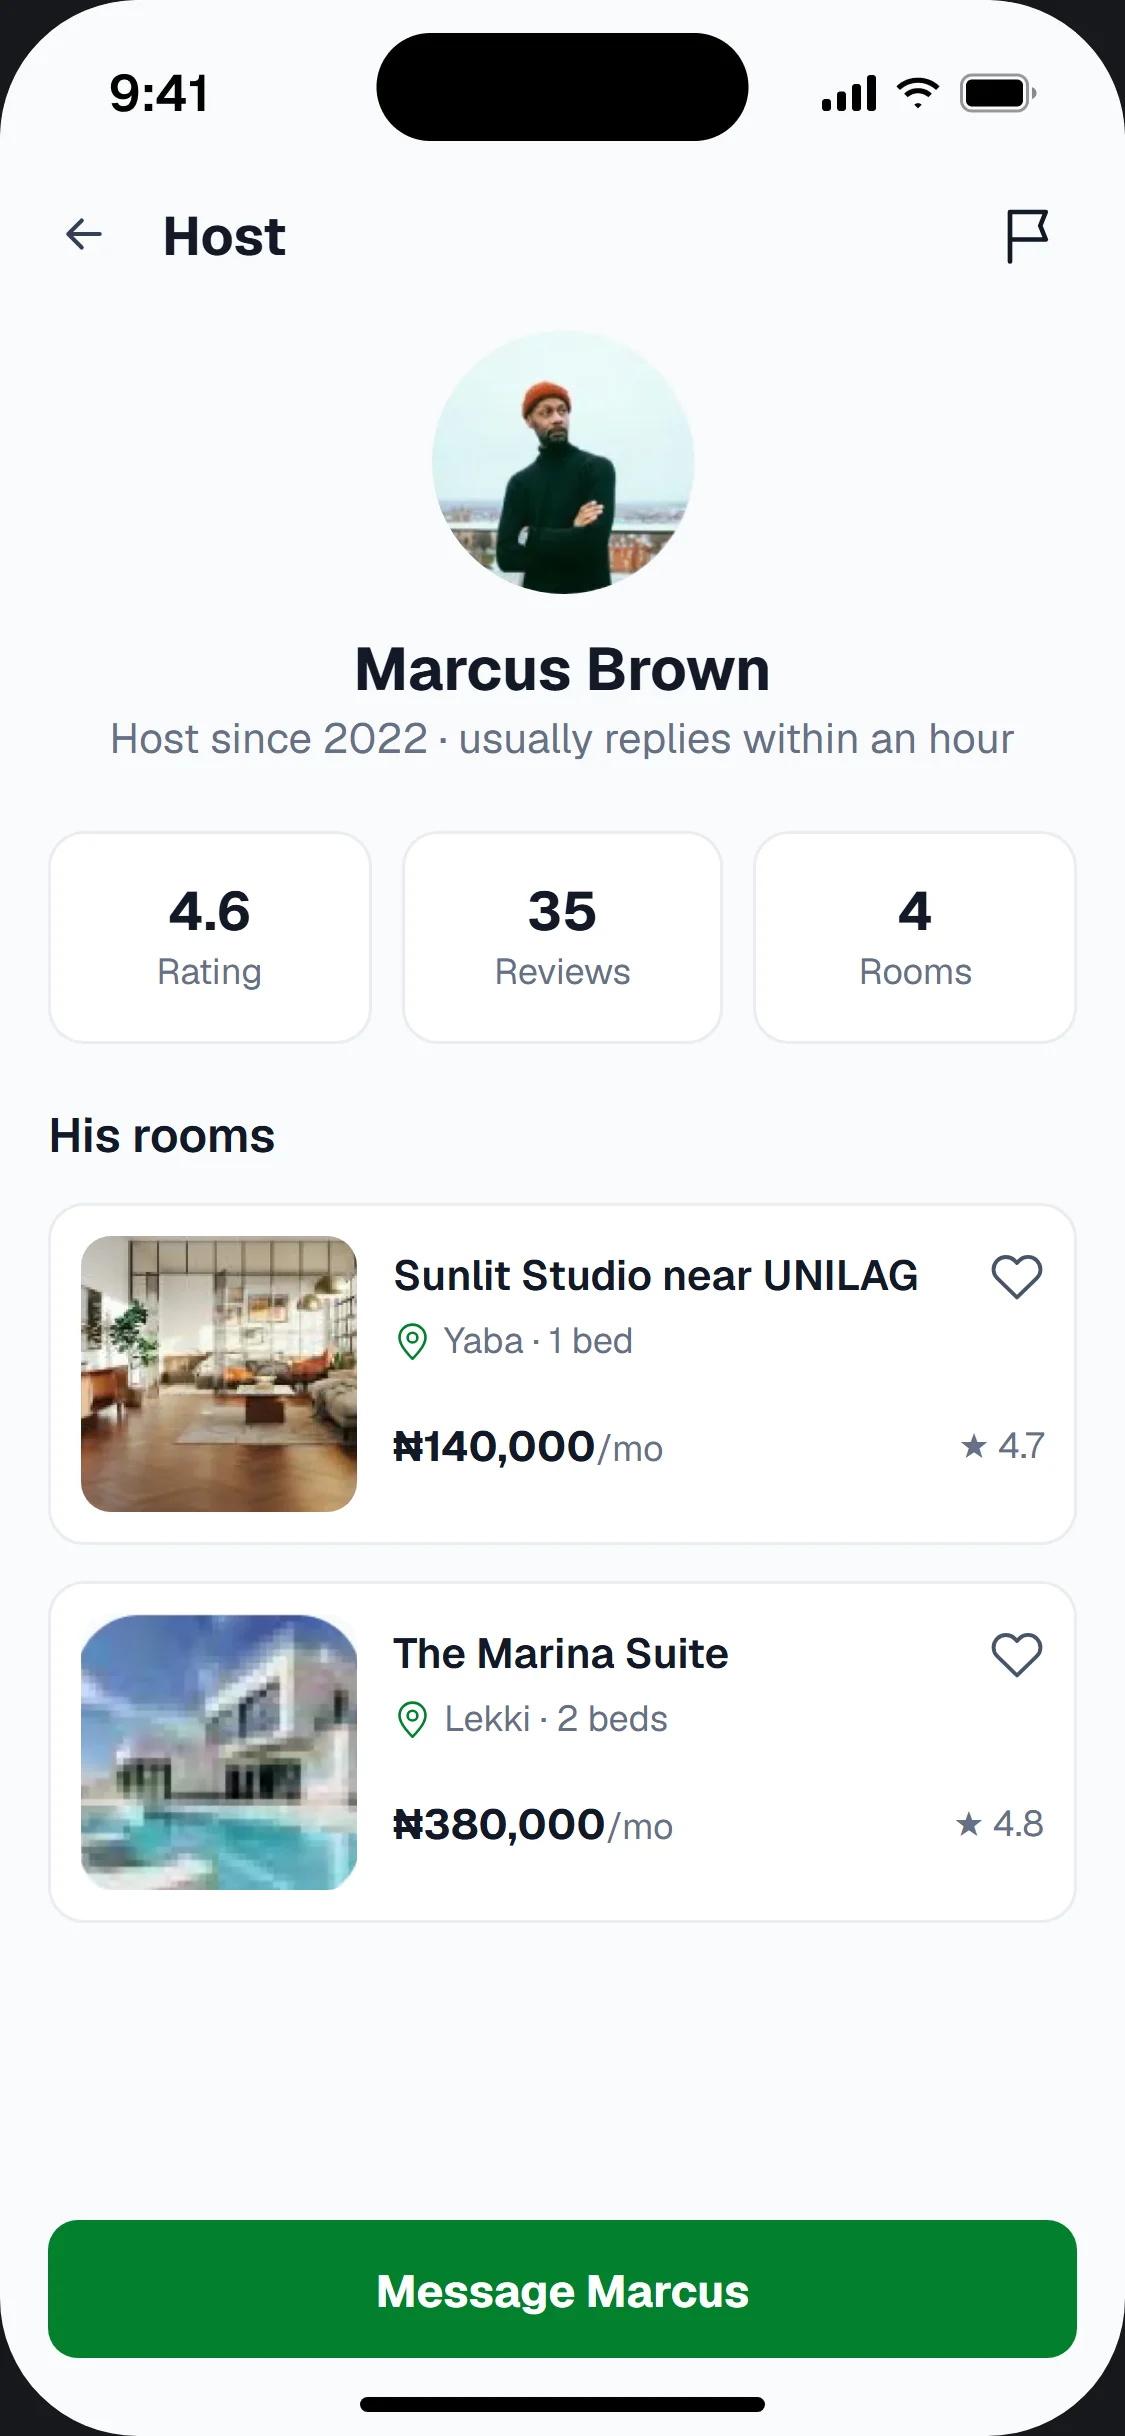 9:41
Host
Marcus Brown
Host since 2022 · usually replies within an hour
4.6
Rating
35
Reviews
4
Rooms
His rooms
Sunlit Studio near UNILAG
Yaba · 1 bed
₦140,000/mo
★ 4.7
The Marina Suite
Lekki · 2 beds
₦380,000/mo
★ 4.8
Message Marcus